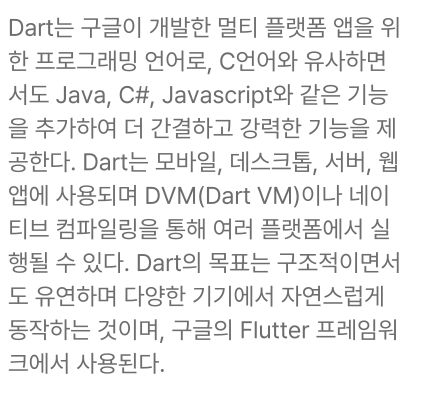 Dart는 구글이 개발한 멀티 플랫폼 앱을 위
한 프로그래밍 언어로, C언어와 유사하면
서도 Java, C#, Javascript와 같은 기능
을 추가하여 더 간결하고 강력한 기능을 제
공한다. Dart는 모바일, 데스크톱, 서버, 웹
앱에 사용되며 DVM(Dart VM)이나 네이
티브 컴파일링을 통해 여러 플랫폼에서 실
행될 수 있다. Dart의 목표는 구조적이면서
도 유연하며 다양한 기기에서 자연스럽게
동작하는 것이며, 구글의 Flutter 프레임워
크에서 사용된다.